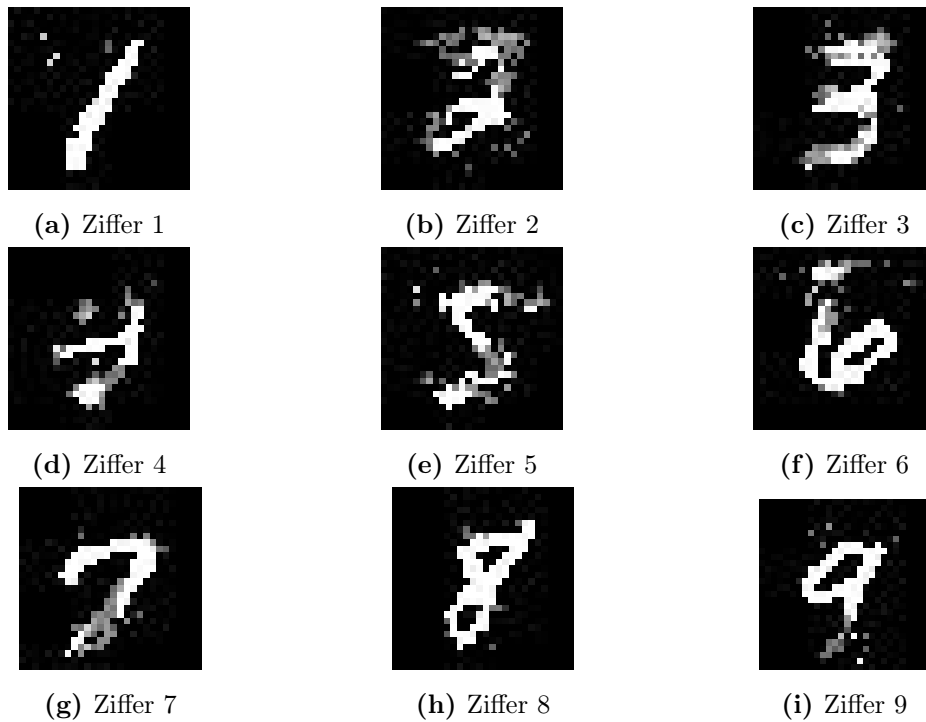 (a) Ziffer 1
(b) Ziffer 2
(c) Ziffer 3
(d) Ziffer 4
(e) Ziffer 5
(f) Ziffer 6
(g) Ziffer 7
(h) Ziffer 8
(i) Ziffer 9